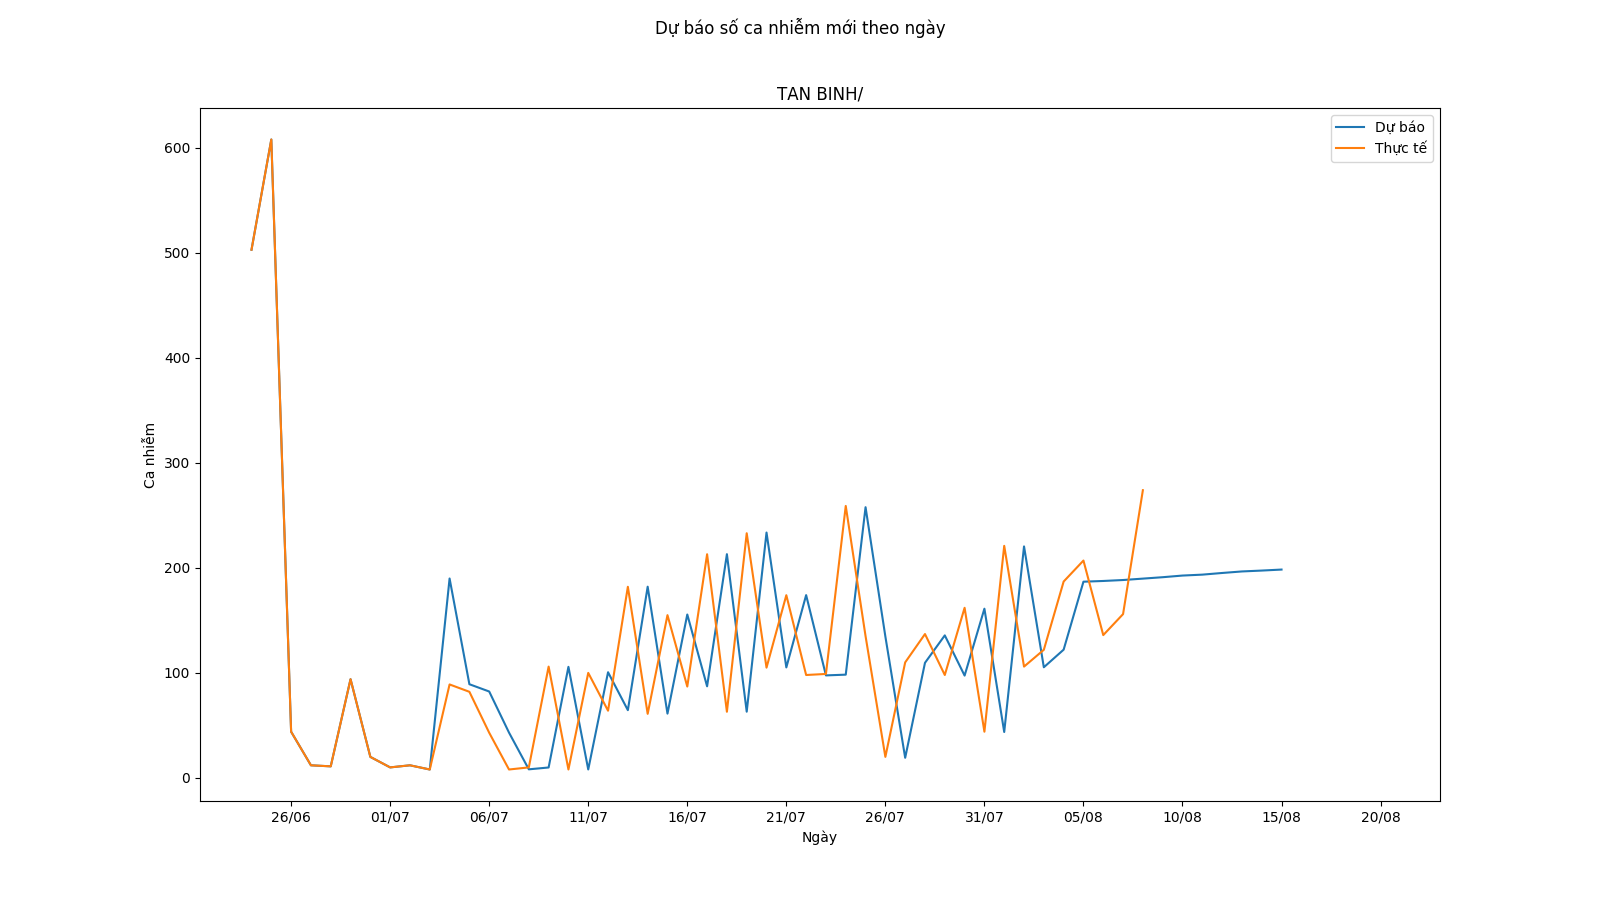 Dự báo số ca nhiễm mới theo ngày
TAN BINH/
Dự báo
Thực tế
600
500
400
300
200
100
0
Ca nhiễm
26/06 01/07 06/07 11/07 16/07 21/07 26/07 31/07 05/08 10/08 15/08 20/08
Ngày